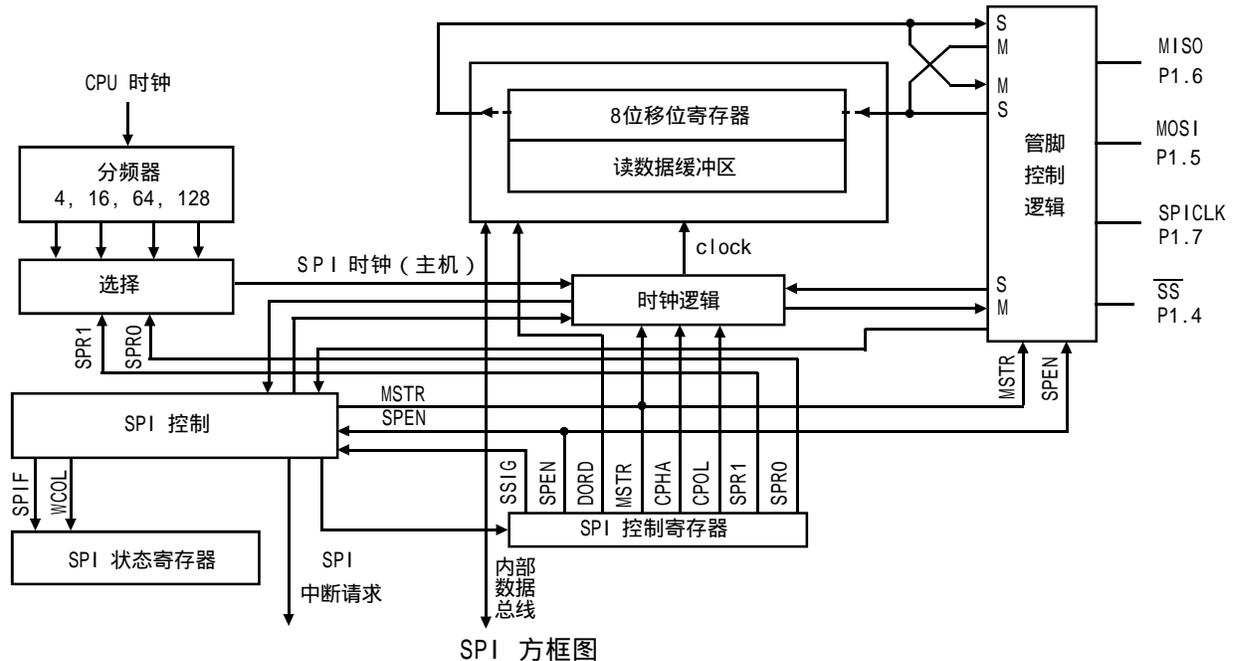 CPU 时钟
分频器
4, 16, 64, 128
选择
SPR1
SPR0
SPI 时钟（主机）
8位移位寄存器
读数据缓冲区
clock
时钟逻辑
S
M
M
S
管脚
控制
逻辑
S
M
MISO
P1.6
MOSI
P1.5
SPICLK
P1.7
SS
P1.4
MSTR
SPEN
SPI 控制
MSTR
SPEN
SPIF
WCOL
SPI 状态寄存器
SPI
中断请求
SSIG
SPEN
DORD
MSTR
CPHA
CPOL
SPR1
SPR0
SPI 控制寄存器
内部
数据
总线
SPI 方框图